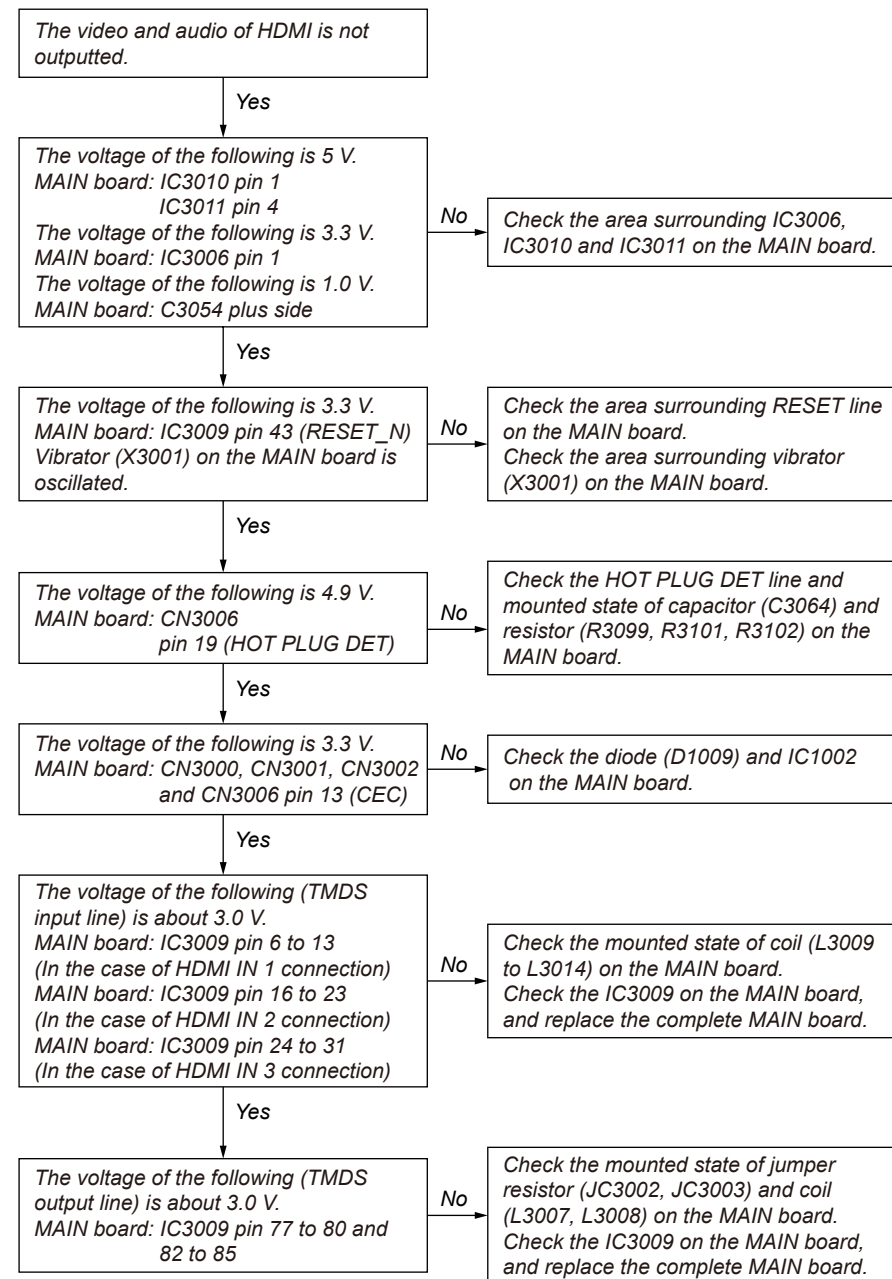 The video and audio of HDMI is not
outputted.
Yes
The voltage of the following is 5 V.
MAIN board: IC3010 pin 1
IC3011 pin 4
The voltage of the following is 3.3 V.
MAIN board: IC3006 pin 1
The voltage of the following is 1.0 V.
MAIN board: C3054 plus side
No
Check the area surrounding IC3006,
IC3010 and IC3011 on the MAIN board.
Yes
The voltage of the following is 3.3 V.
MAIN board: IC3009 pin 43 (RESET_N)
Vibrator (X3001) on the MAIN board is
oscillated.
No
Check the area surrounding RESET line
on the MAIN board.
Check the area surrounding vibrator
(X3001) on the MAIN board.
Yes
The voltage of the following is 4.9 V.
MAIN board: CN3006
pin 19 (HOT PLUG DET)
No
Check the HOT PLUG DET line and
mounted state of capacitor (C3064) and
resistor (R3099, R3101, R3102) on the
MAIN board.
Yes
The voltage of the following is 3.3 V.
MAIN board: CN3000, CN3001, CN3002
and CN3006 pin 13 (CEC)
No
Check the diode (D1009) and IC1002
on the MAIN board.
Yes
The voltage of the following (TMDS
input line) is about 3.0 V.
MAIN board: IC3009 pin 6 to 13
(In the case of HDMI IN 1 connection)
MAIN board: IC3009 pin 16 to 23
(In the case of HDMI IN 2 connection)
MAIN board: IC3009 pin 24 to 31
(In the case of HDMI IN 3 connection)
No
Check the mounted state of coil (L3009
to L3014) on the MAIN board.
Check the IC3009 on the MAIN board,
and replace the complete MAIN board.
Yes
The voltage of the following (TMDS
output line) is about 3.0 V.
MAIN board: IC3009 pin 77 to 80 and
82 to 85
No
Check the mounted state of jumper
resistor (JC3002, JC3003) and coil
(L3007, L3008) on the MAIN board.
Check the IC3009 on the MAIN board,
and replace the complete MAIN board.